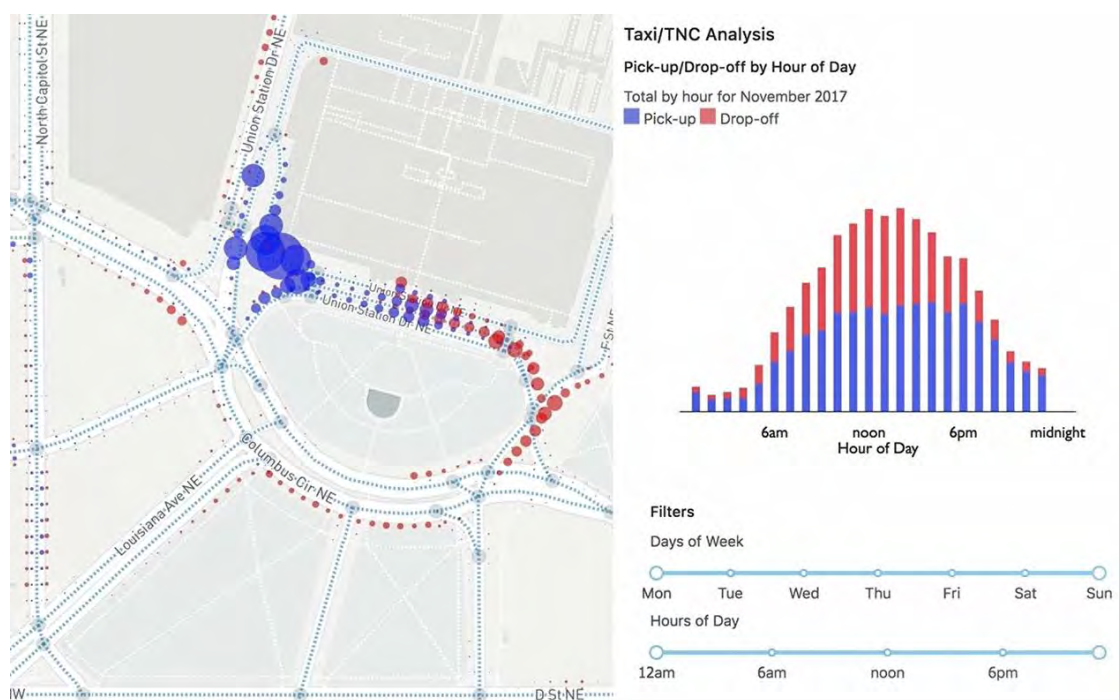 North Capitol St NE
Union Station Dr NE
Union Station Dr NE
Columbus Cir NE
Louisiana Ave NE
F St N
NW
D St NE
Taxi/TNC Analysis
Pick-up/Drop-off by Hour of Day
Total by hour for November 2017
Pick-up Drop-off
6am noon 6pm midnight
Hour of Day
Filters
Days of Week
Mon Tue Wed Thu Fri Sat Sun
Hours of Day
12am 6am noon 6pm